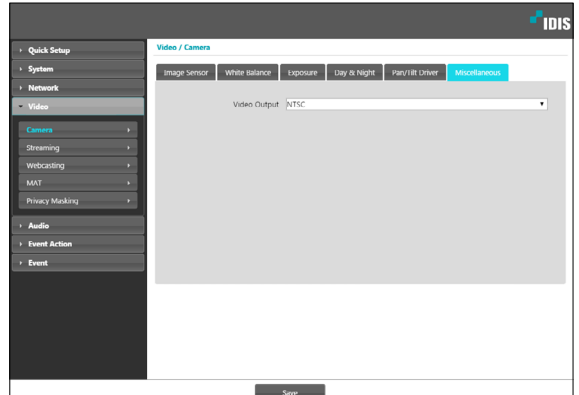 IDIS
Quick Setup
System
Network
Video
Camera
Streaming
Webcasting
MAT
Privacy Masking
Audio
Event Action
Event
Video / Camera
Image Sensor White Balance Exposure Day & Night Pan/Tilt Driver Miscellaneous
Video Output NTSC
Save